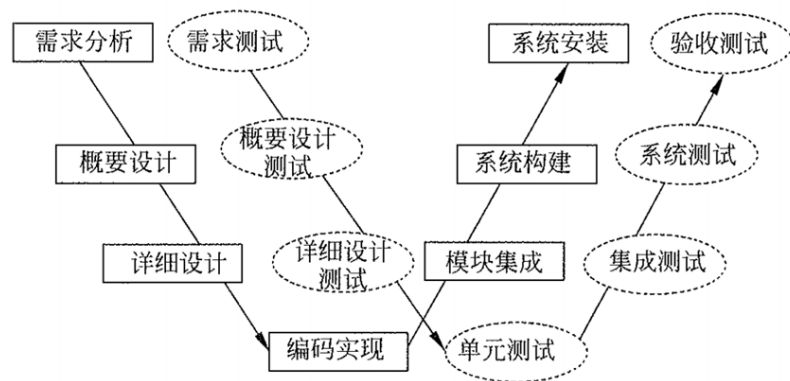 需求分析
需求测试
系统安装
验收测试
概要设计
概要设计
测试
系统构建
系统测试
详细设计
详细设计
测试
模块集成
集成测试
编码实现
单元测试